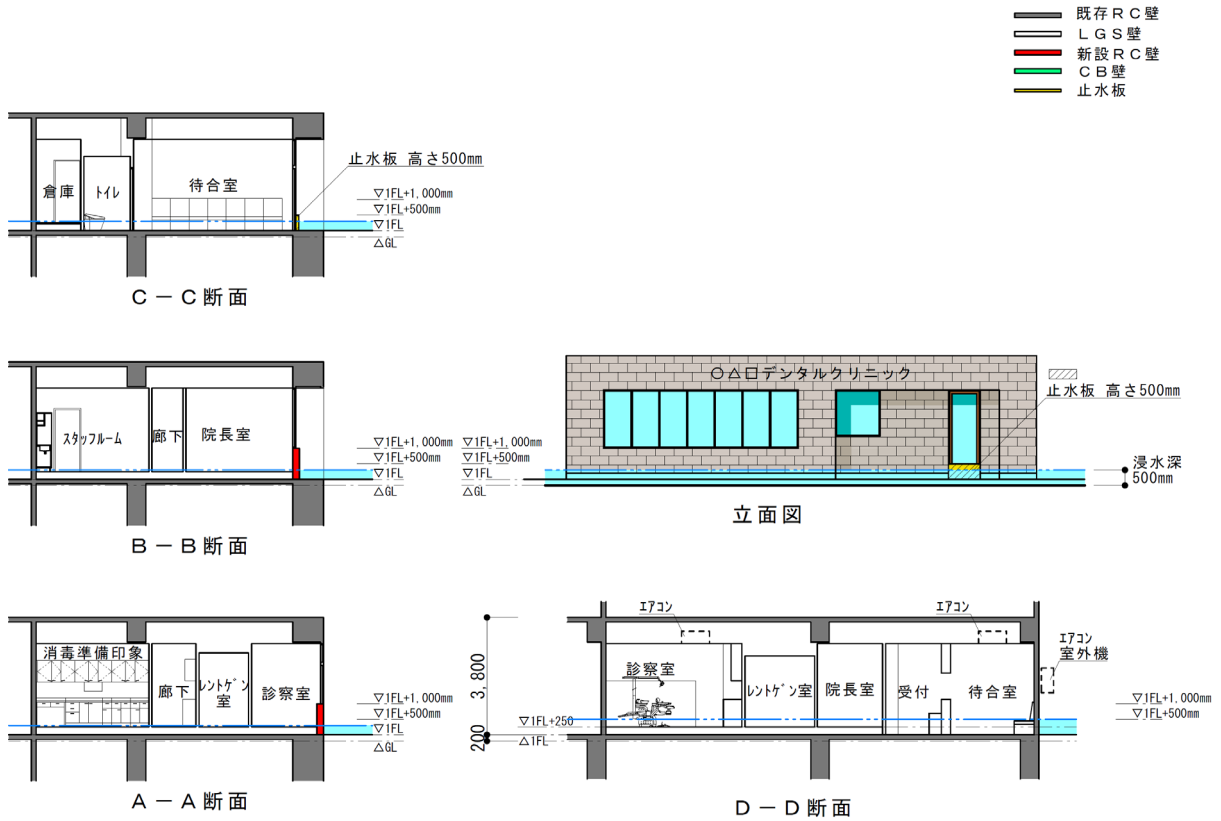 既存ＲＣ壁
ＬＧＳ壁
新設ＲＣ壁
ＣＢ壁
止水板
止水板 高さ500mm
倉庫
ﾄｲﾚ
待合室
▽1FL+1,000mm
▽1FL+500mm
▽1FL
△GL
Ｃ－Ｃ断面
ｽﾀｯﾌﾙｰﾑ
廊下
院長室
▽1FL+1,000mm
▽1FL+500mm
▽1FL
△GL
Ｂ－Ｂ断面
○△□デンタルクリニック
止水板 高さ500mm
▽1FL+1,000mm
▽1FL+500mm
▽1FL
△GL
浸水深
500mm
立面図
消毒準備印象
廊下
ﾚﾝﾄｹﾞﾝ
室
診察室
▽1FL+1,000mm
▽1FL+500mm
▽1FL
△GL
Ａ－Ａ断面
ｴｱｺﾝ
ｴｱｺﾝ
ｴｱｺﾝ
室外機
3,800
200
診察室
ﾚﾝﾄｹﾞﾝ室
院長室
受付
待合室
▽1FL+250
△1FL
▽1FL+1,000mm
▽1FL+500mm
Ｄ－Ｄ断面